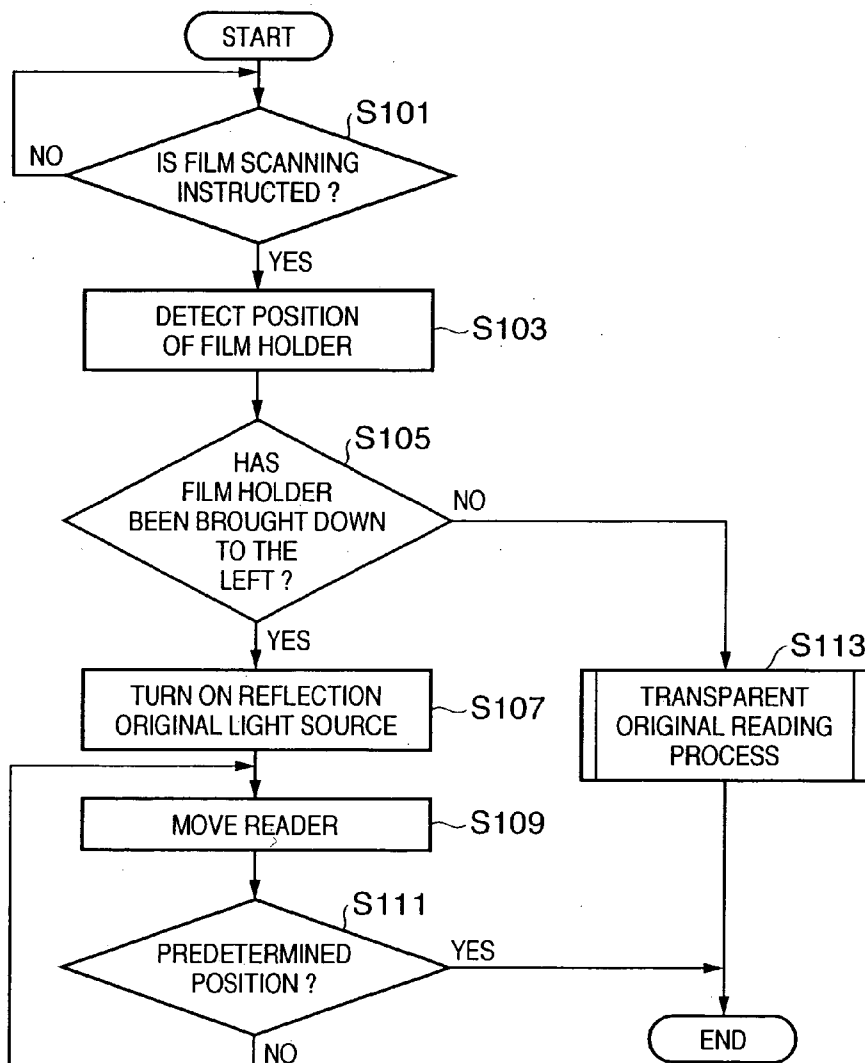 START
S101
NO
IS FILM SCANNING
INSTRUCTED ?
YES
DETECT POSITION
OF FILM HOLDER
S103
S105
HAS
FILM HOLDER
BEEN BROUGHT DOWN
TO THE
LEFT ?
NO
YES
S113
TURN ON REFLECTION
ORIGINAL LIGHT SOURCE
S107
TRANSPARENT
ORIGINAL READING
PROCESS
MOVE READER
S109
S111
PREDETERMINED
POSITION ?
YES
NO
END